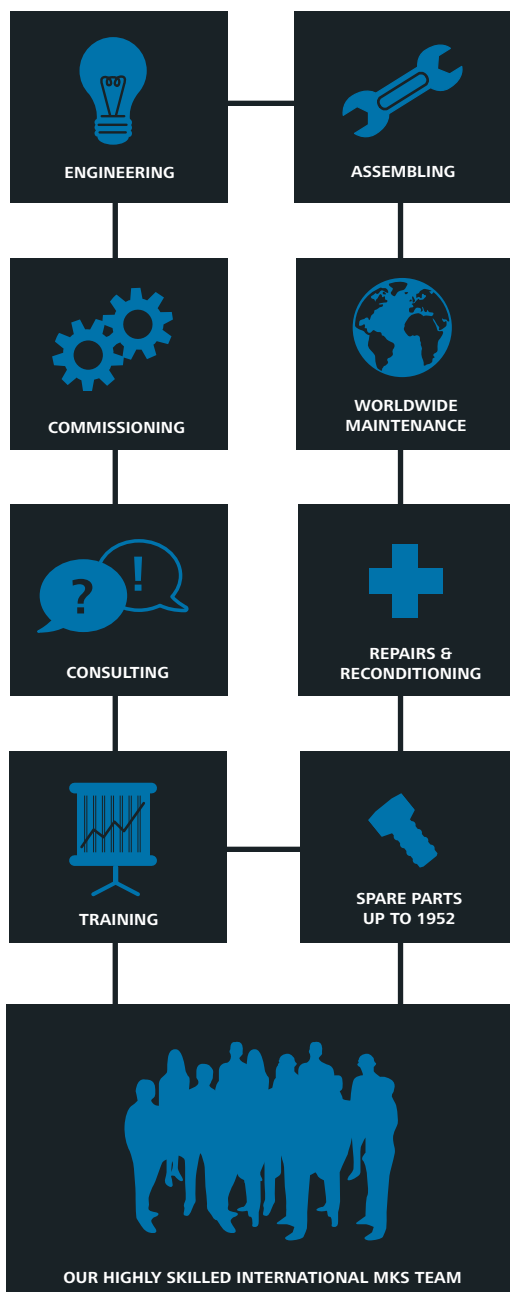 ENGINEERING
ASSEMBLING
COMMISSIONING
WORLDWIDE
MAINTENANCE
?
!
CONSULTING
REPAIRS &
RECONDITIONING
TRAINING
SPARE PARTS
UP TO 1952
OUR HIGHLY SKILLED INTERNATIONAL MKS TEAM